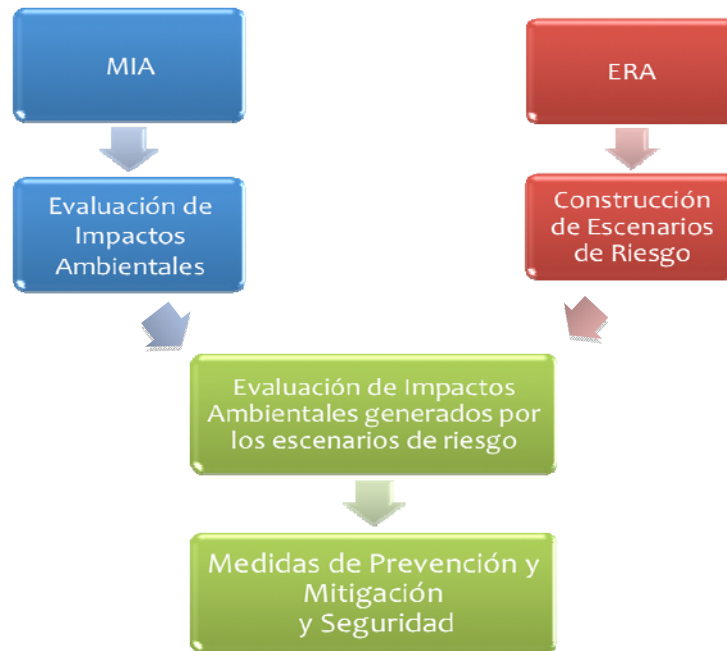 MIA
ERA
Evaluación de
Impactos
Ambientales
Construcción
de Escenarios
de Riesgo
Evaluación de Impactos
Ambientales generados por
los escenarios de riesgo
Medidas de Prevención y
Mitigación
y Seguridad